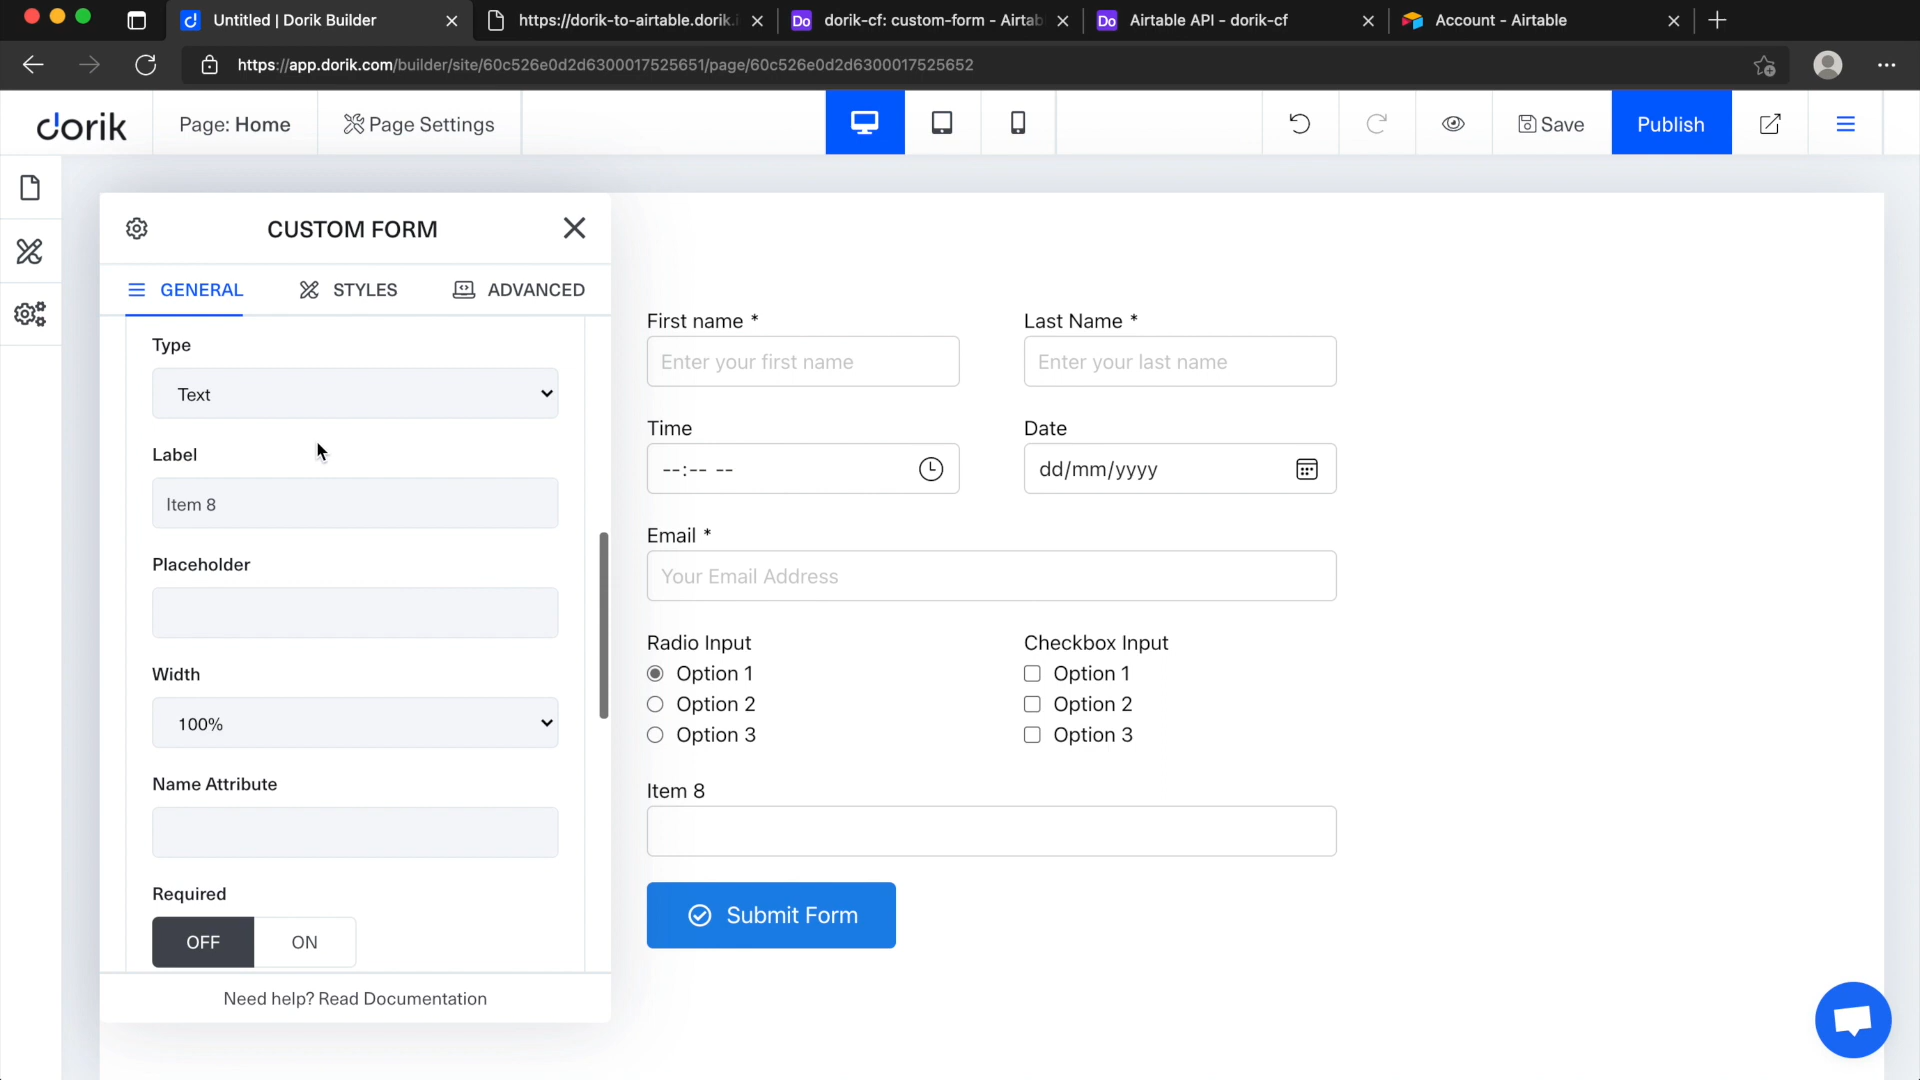 Untitled | Dorik Builder
https://dorik-to-airtable.dorik.i
Do dorik-cf: custom-form - Airtab
Do Airtable API - dorik-cf
Account - Airtable
https://app.dorik.com/builder/site/60c526e0d2d6300017525651/page/60c526e0d2d6300017525652
dorik
Page: Home
Page Settings
Save
Publish
CUSTOM FORM
GENERAL
STYLES
ADVANCED
Type
Text
Label
Item 8
Placeholder
Width
100%
Name Attribute
Required
OFF
ON
Need help? Read Documentation
First name *
Enter your first name
Last Name *
Enter your last name
Time
--:-- --
Date
dd/mm/yyyy
Email *
Your Email Address
Radio Input
Option 1
Option 2
Option 3
Checkbox Input
Option 1
Option 2
Option 3
Item 8
Submit Form